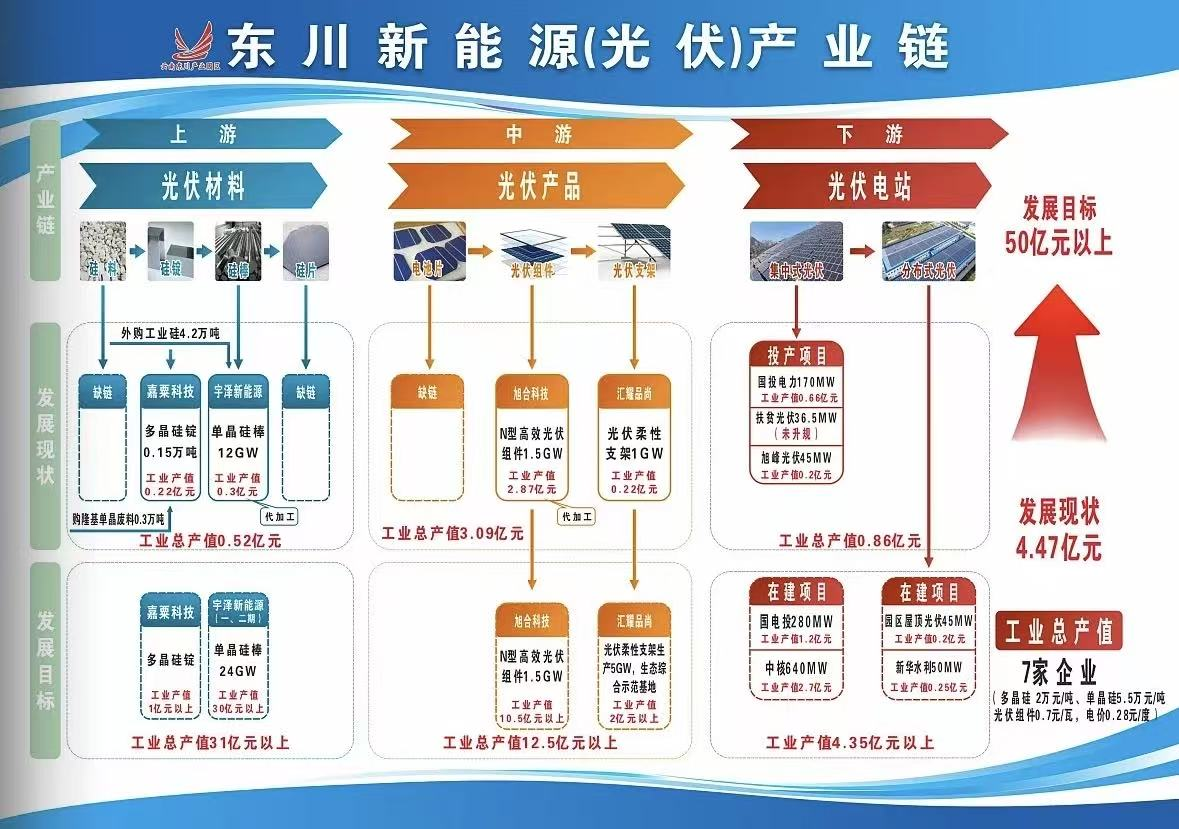 云南东川产业园区
东川新能源(光伏)产业链
产业链
上游
中游
下游
光伏材料
光伏产品
光伏电站
硅料
硅锭
硅棒
硅片
电池片
光伏组件
光伏支架
集中式光伏
分布式光伏
发展目标
50亿元以上
发展现状
外购工业硅4.2万吨
缺链
嘉粟科技
多晶硅锭
0.15万吨
工业产值
0.22亿元
宇泽新能源
单晶硅棒
12GW
工业产值
0.3亿元
代加工
缺链
购隆基单晶废料0.3万吨
工业总产值0.52亿元
缺链
旭合科技
N型高效光伏
组件1.5GW
工业产值
2.87亿元
代加工
汇耀品尚
光伏柔性
支架1GW
工业产值
0.22亿元
工业总产值3.09亿元
投产项目
国投电力170MW
工业产值0.66亿元
扶贫光伏36.5MW
(未升规)
旭峰光伏45MW
工业产值0.2亿元
工业总产值0.86亿元
发展现状
4.47亿元
发展目标
嘉粟科技
多晶硅锭
工业产值
1亿元以上
宇泽新能源
(一、二期)
单晶硅棒
24GW
工业产值
30亿元以上
工业总产值31亿元以上
旭合科技
N型高效光伏
组件1.5GW
工业产值
10.5亿元以上
汇耀品尚
光伏柔性支架生
产5GW，生态综
合示范基地
工业产值
2亿元以上
工业总产值12.5亿元以上
在建项目
国电投280MW
工业产值1.2亿元
中核640MW
工业产值2.7亿元
在建项目
园区屋顶光伏45MW
工业产值0.2亿元
新华水利50MW
工业产值0.25亿元
工业总产值4.35亿元
工业总产值
7家企业
(多晶硅 2万元/吨、单晶硅5.5万元/吨
光伏组件0.7元/瓦，电价0.28元/度)